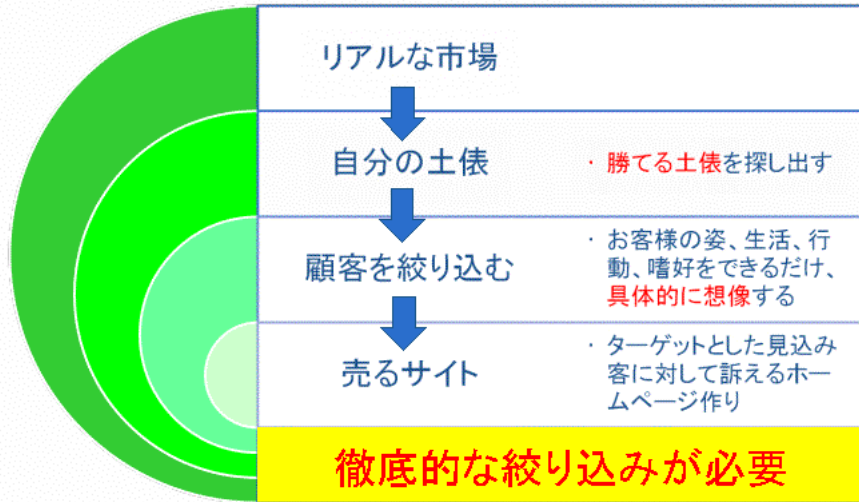 リアルな市場
自分の土俵
・勝てる土俵を探し出す
顧客を絞り込む
・お客様の姿、生活、行
動、嗜好をできるだけ、
具体的に想像する
売るサイト
・ターゲットとした見込み
客に対して訴えるホー
ムページ作り
徹底的な絞り込みが必要